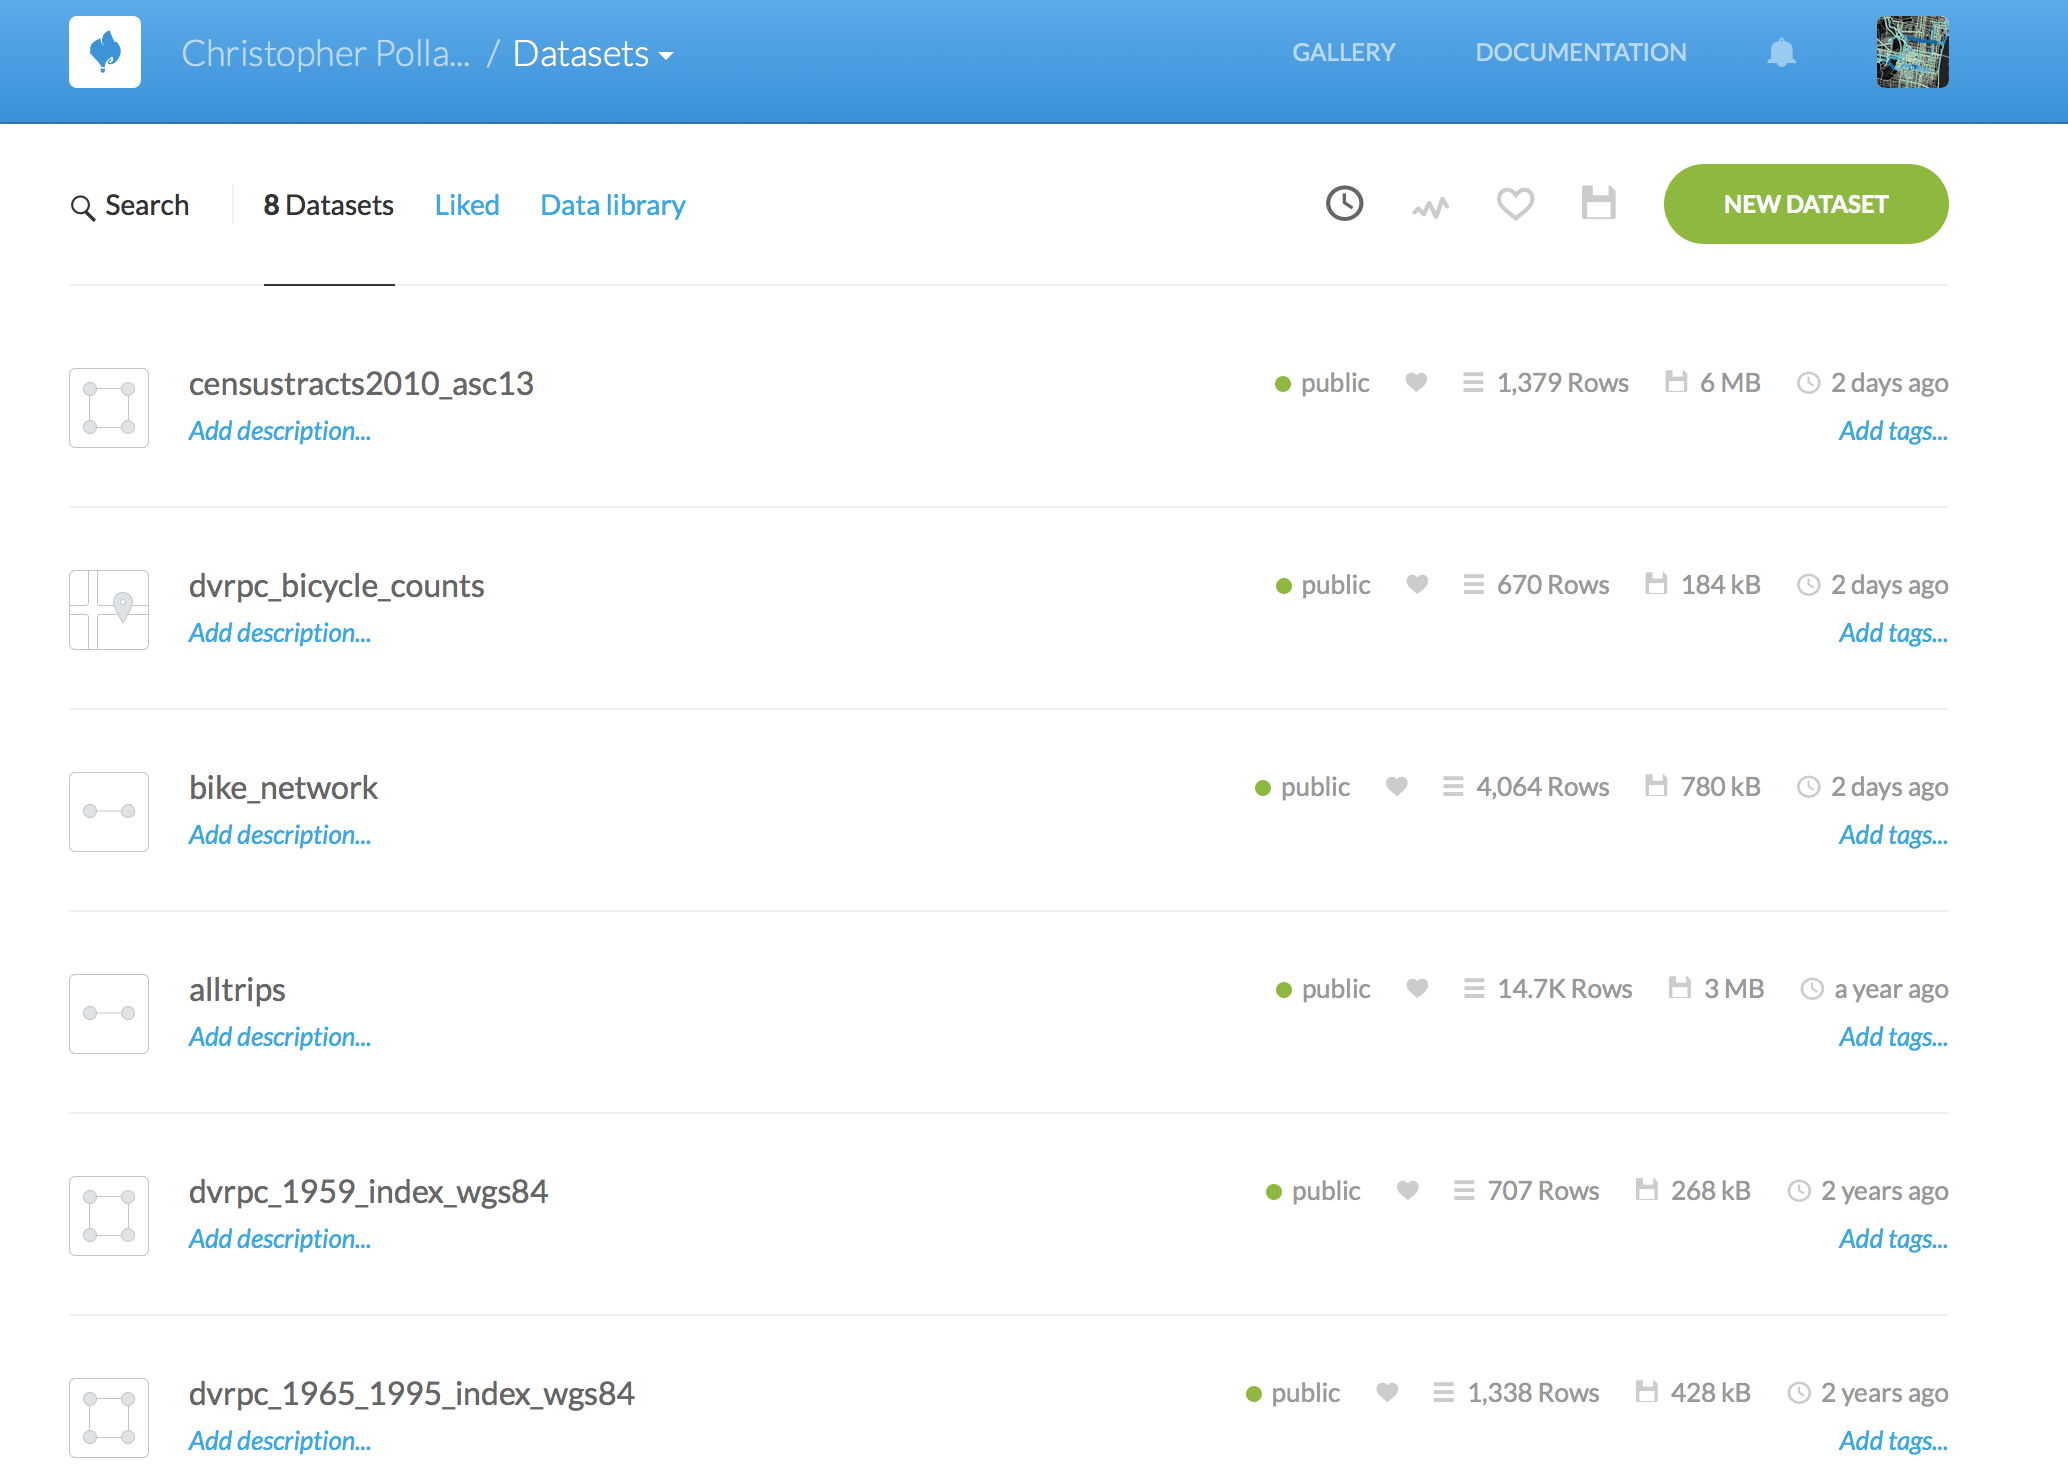 Christopher Polla... / Datasets
GALLERY
DOCUMENTATION
Search
8 Datasets
Liked
Data library
NEW DATASET
censustracts2010_asc13
public
1,379 Rows
6 MB
2 days ago
Add description...
Add tags...
dvrpc_bicycle_counts
public
670 Rows
184 kB
2 days ago
Add description...
Add tags...
bike_network
public
4,064 Rows
780 kB
2 days ago
Add description...
Add tags...
alltrips
public
14.7K Rows
3 MB
a year ago
Add description...
Add tags...
dvrpc_1959_index_wgs84
public
707 Rows
268 kB
2 years ago
Add description...
Add tags...
dvrpc_1965_1995_index_wgs84
public
1,338 Rows
428 kB
2 years ago
Add description...
Add tags...